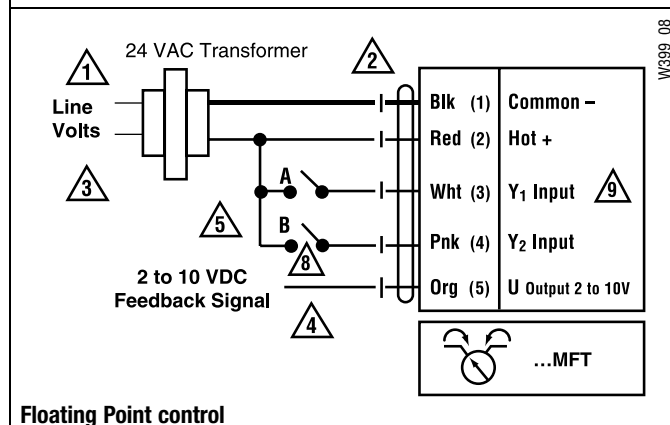 W399_08
24 VAC Transformer
1
2
Line
Volts
3
Blk (1) Common –
Red (2) Hot +
A
Wht (3) Y1 Input 9
5
B
Pnk (4) Y2 Input
8
2 to 10 VDC
Feedback Signal
Org (5) U Output 2 to 10V
4
...MFT
Floating Point control